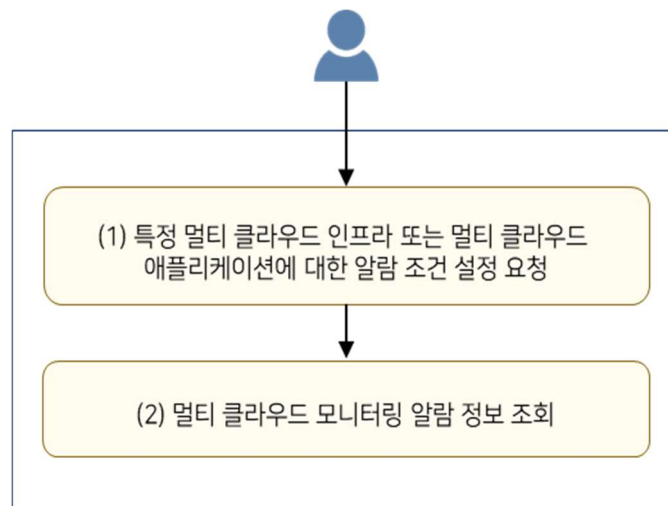 (1) 특정 멀티 클라우드 인프라 또는 멀티 클라우드
애플리케이션에 대한 알람 조건 설정 요청
(2) 멀티 클라우드 모니터링 알람 정보 조회